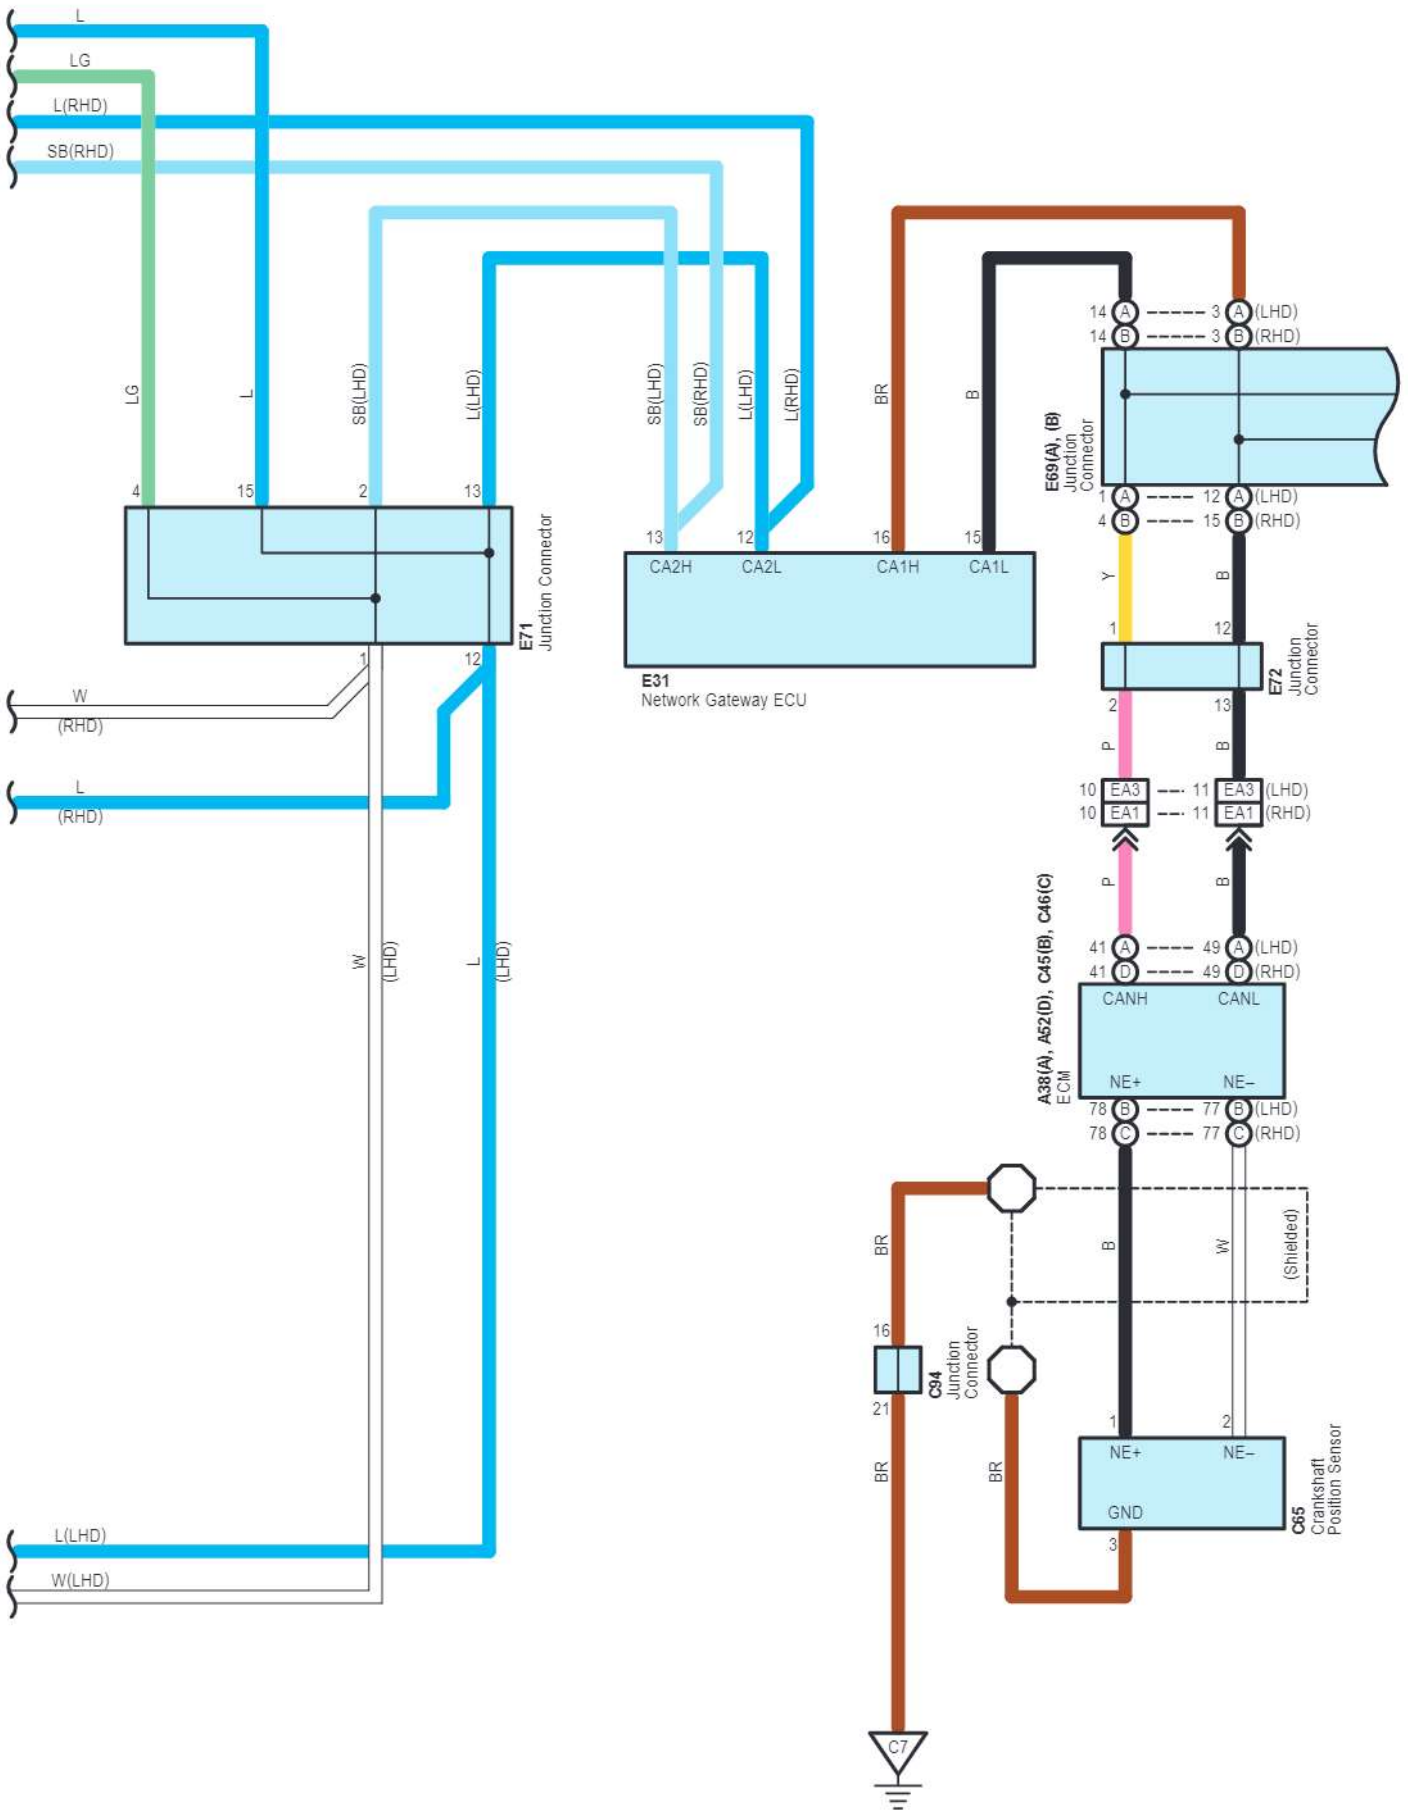 L
LG
L(RHD)
SB(RHD)
LG
L
SB(LHD)
L(LHD)
SB(LHD)
SB(RHD)
L(LHD)
L(RHD)
BR
B
14 A 3 A (LHD)
14 B 3 B (RHD)
E69(A), (B)
Junction
Connector
1 A 12 A (LHD)
4 B 15 B (RHD)
4 15 2 13
E71
Junction Connector
1 12
13 12 16 15
CA2H CA2L CA1H CA1L
E31
Network Gateway ECU
Y B
1 12
E72
Junction
Connector
2 13
P B
10 EA3 11 EA3 (LHD)
10 EA1 11 EA1 (RHD)
P B
W
(RHD)
L
(RHD)
W
(LHD)
L
(LHD)
41 A 49 A (LHD)
41 D 49 D (RHD)
CANH CANL
A38(A), A52(D), C45(B), C46(C)
ECM
NE+ NE–
78 B 77 B (LHD)
78 C 77 C (RHD)
BR
B W
(Shielded)
16
C94
Junction
Connector
21
BR
BR
1 2
NE+ NE–
GND
C65
Crankshaft
Position Sensor
3
L(LHD)
W(LHD)
C7